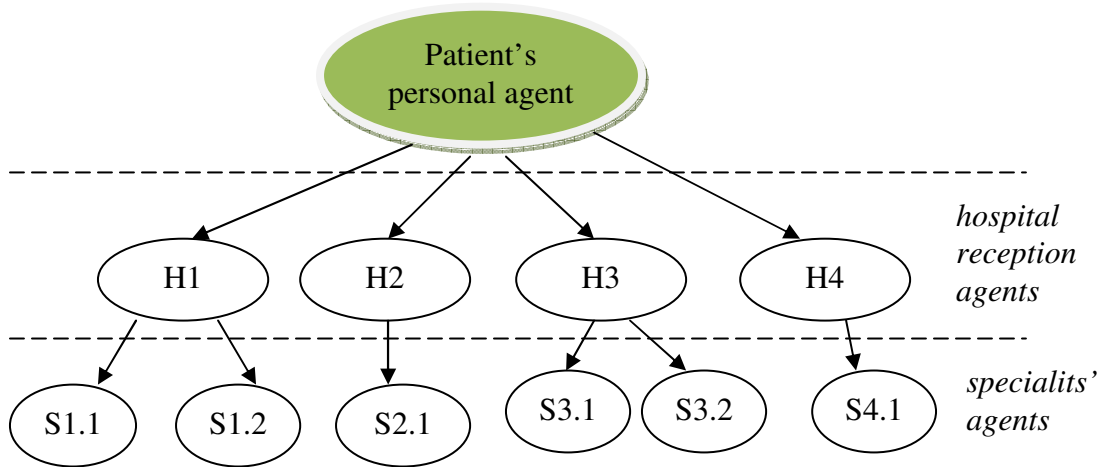 Patient’s
personal agent
hospital
reception
agents
H1 H2 H3 H4
specialits’
agents
S1.1 S1.2 S2.1 S3.1 S3.2 S4.1